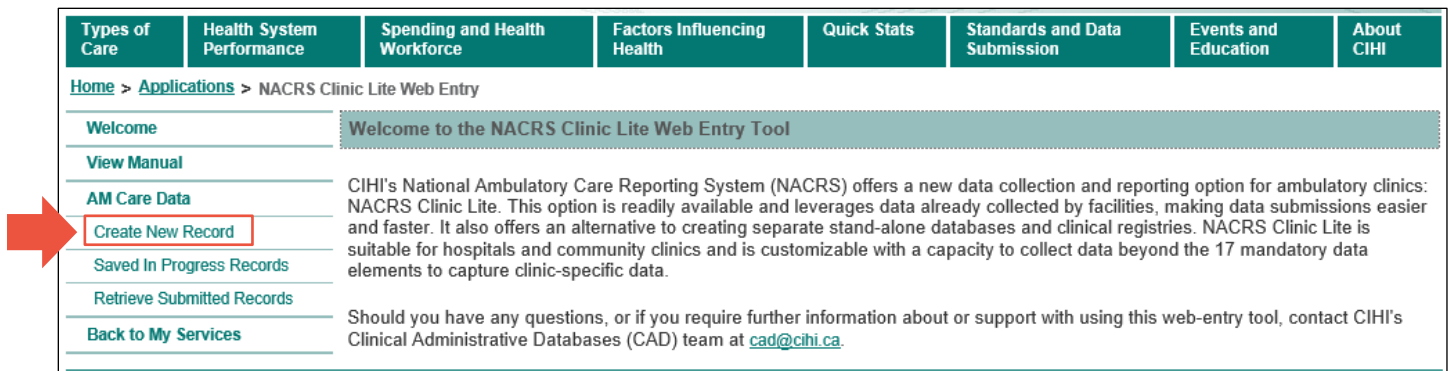 Types of Care
Health System Performance
Spending and Health Workforce
Factors Influencing Health
Quick Stats
Standards and Data Submission
Events and Education
About CIHI
Home > Applications > NACRS Clinic Lite Web Entry
Welcome
View Manual
AM Care Data
Create New Record
Saved In Progress Records
Retrieve Submitted Records
Back to My Services
Welcome to the NACRS Clinic Lite Web Entry Tool
CIHI's National Ambulatory Care Reporting System (NACRS) offers a new data collection and reporting option for ambulatory clinics:
NACRS Clinic Lite. This option is readily available and leverages data already collected by facilities, making data submissions easier
and faster. It also offers an alternative to creating separate stand-alone databases and clinical registries. NACRS Clinic Lite is
suitable for hospitals and community clinics and is customizable with a capacity to collect data beyond the 17 mandatory data
elements to capture clinic-specific data.
Should you have any questions, or if you require further information about or support with using this web-entry tool, contact CIHI's
Clinical Administrative Databases (CAD) team at cad@cihi.ca.